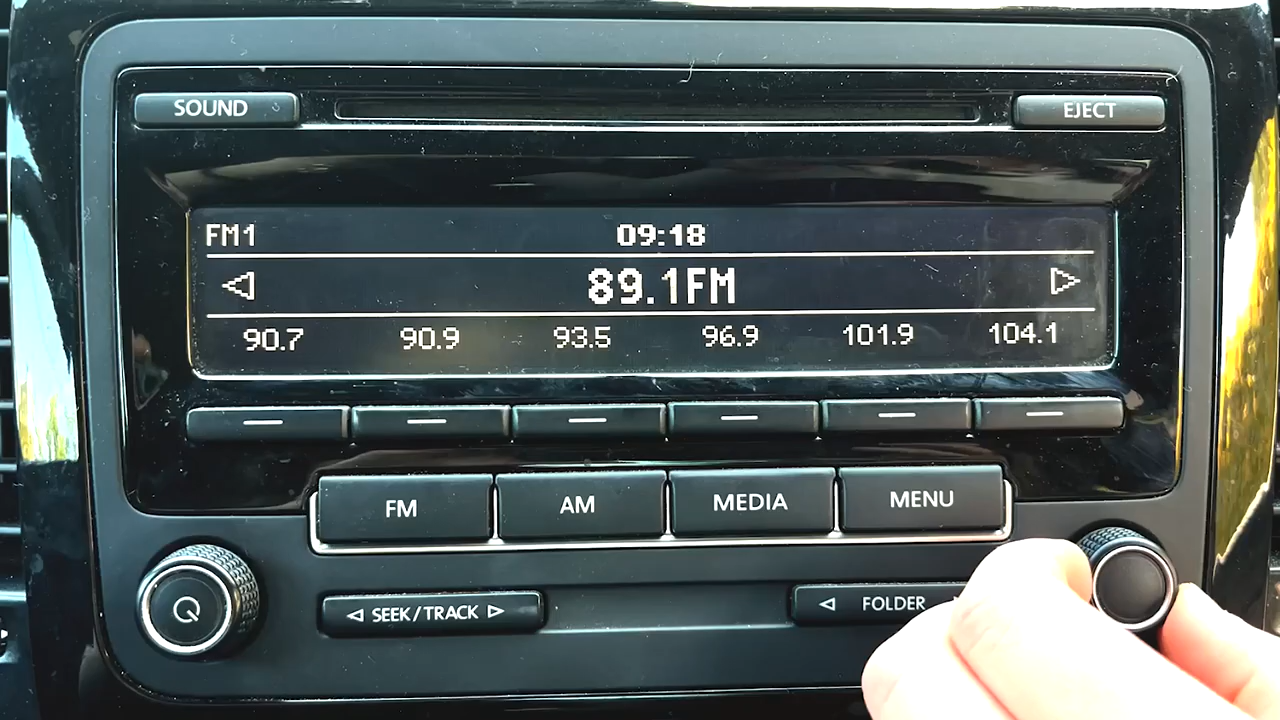 SOUND EJECT
FM1 09:18
89.1FM
90.7 90.9 93.5 96.9 101.9 104.1
FM AM MEDIA MENU
SEEK/TRACK FOLDER